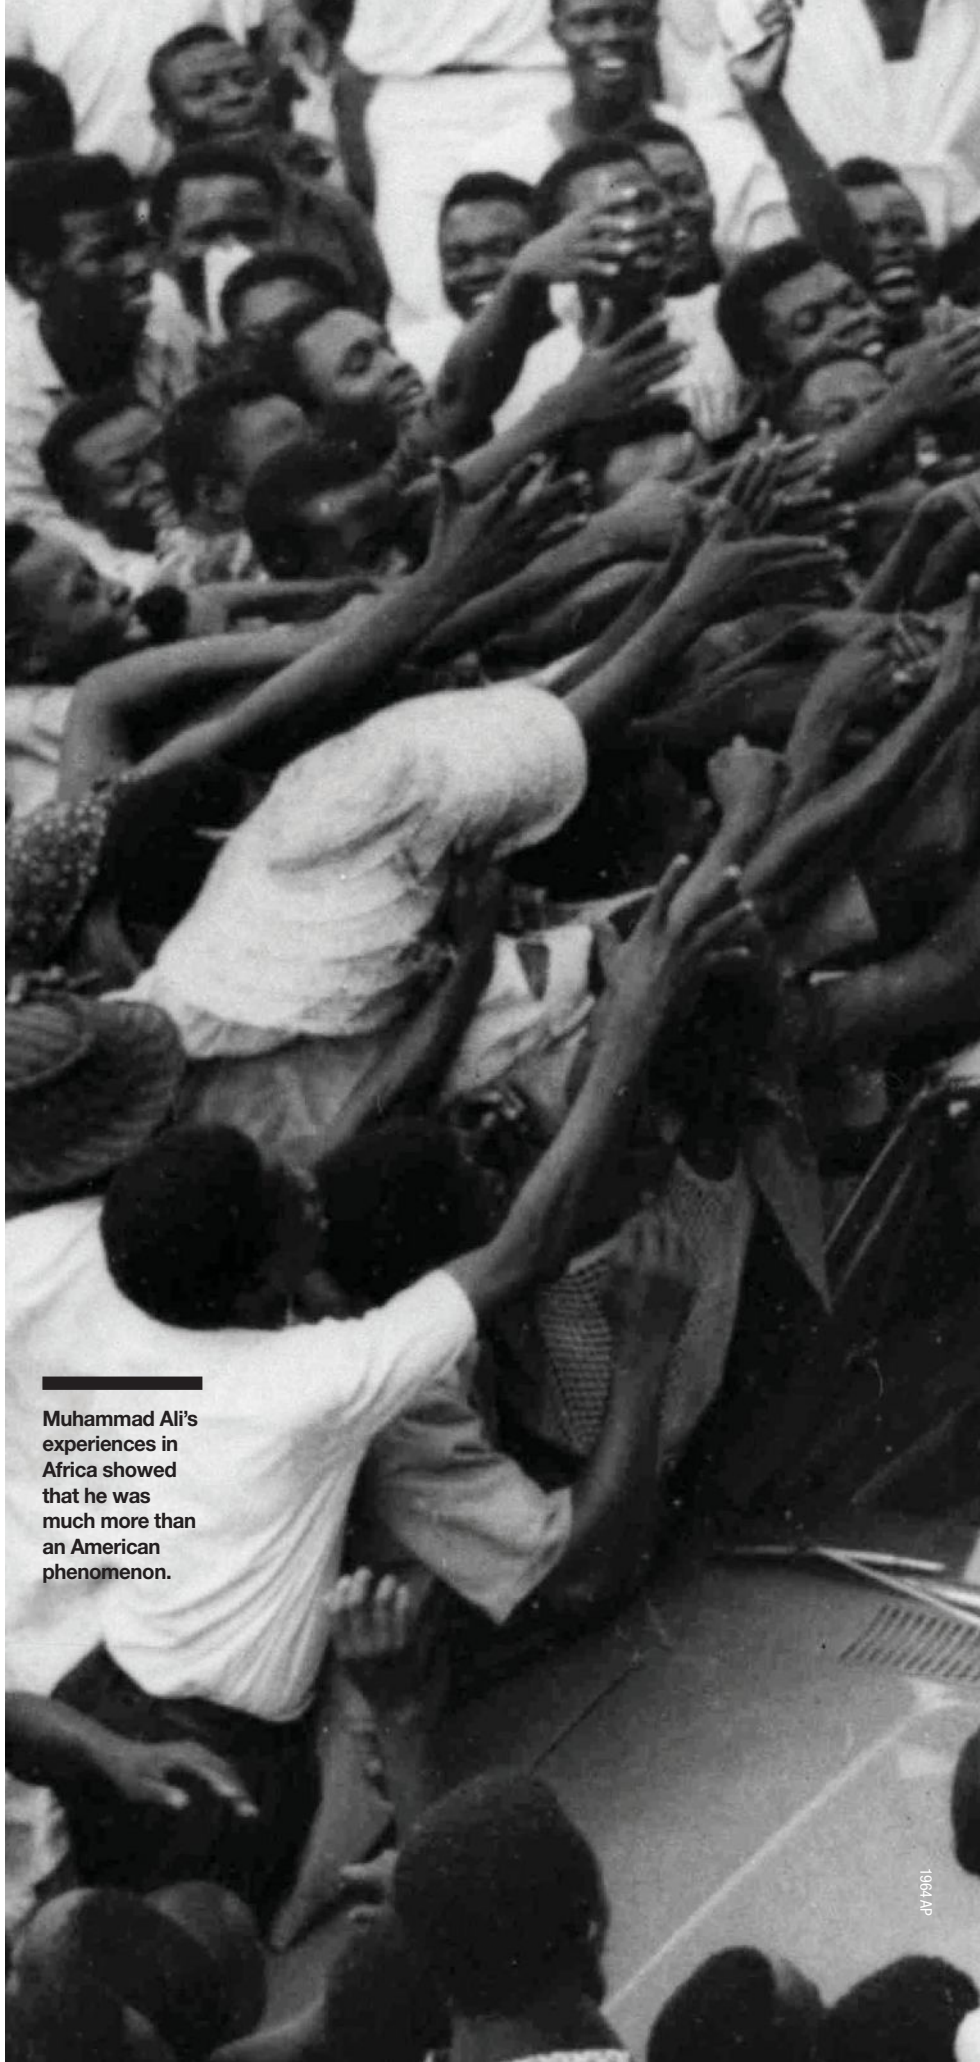 Muhammad Ali’s
experiences in
Africa showed
that he was
much more than
an American
phenomenon.
1964 AP